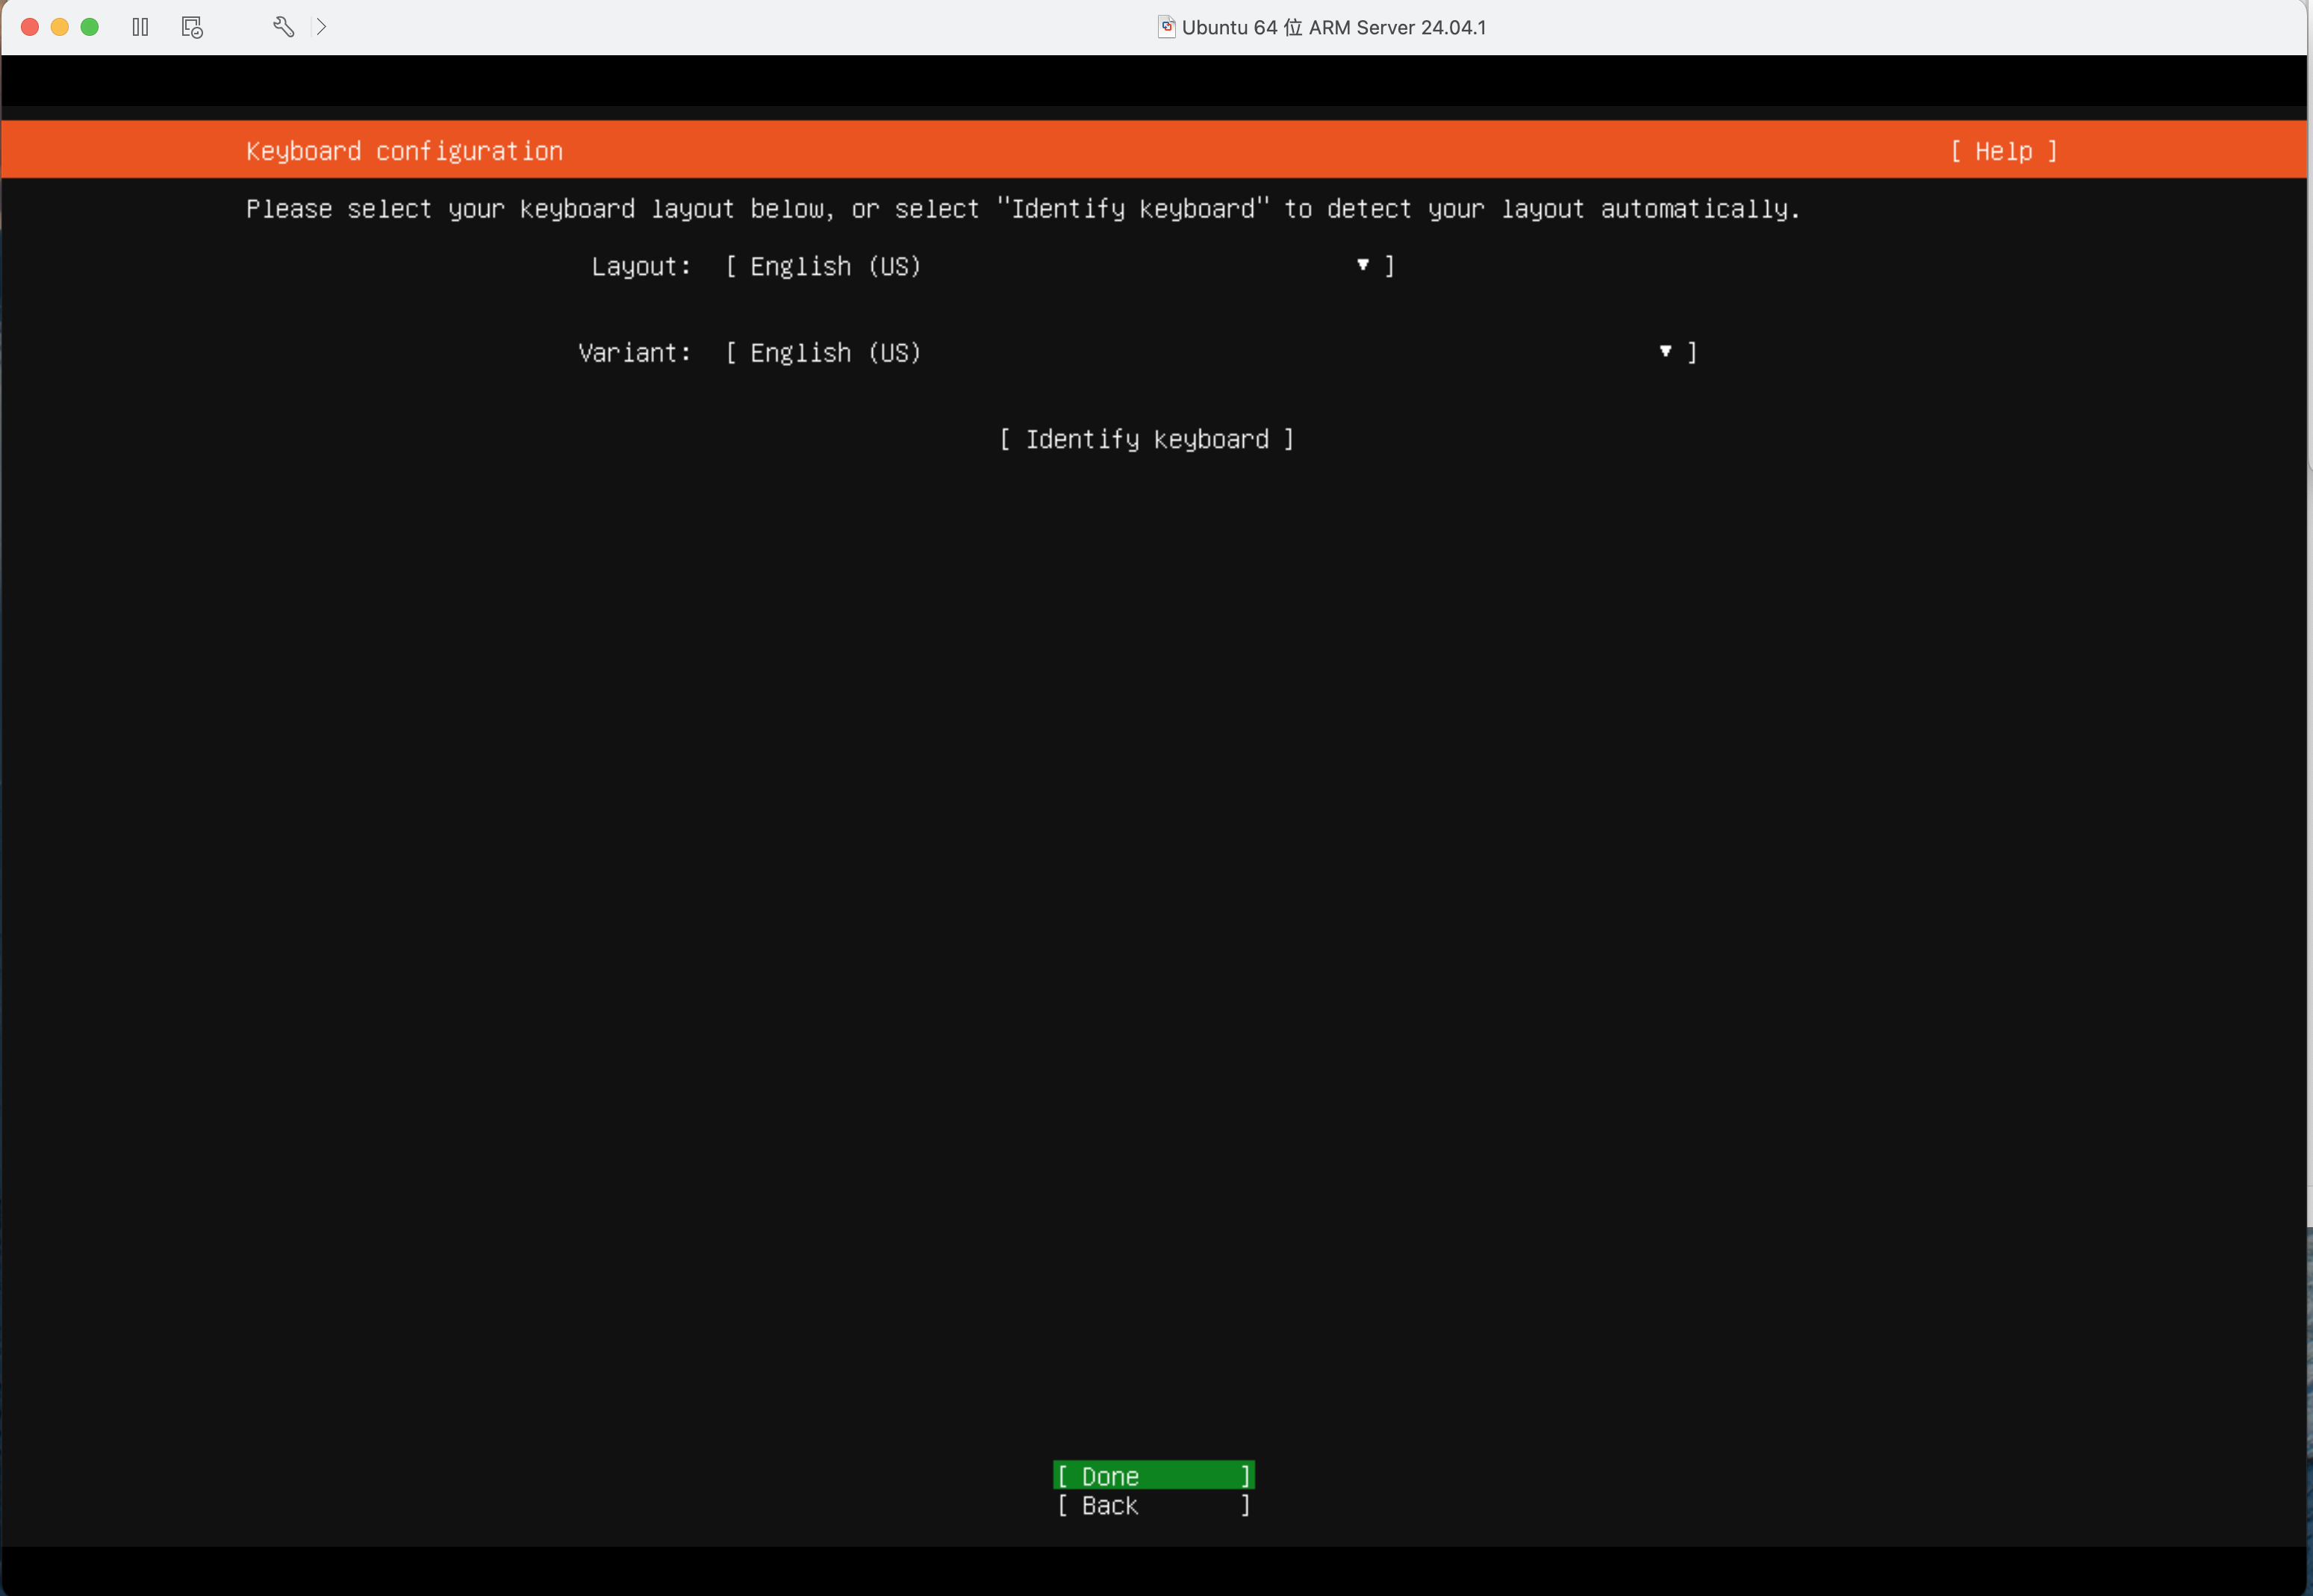 Ubuntu 64 位 ARM Server 24.04.1
Keyboard configuration [ Help ]
Please select your keyboard layout below, or select "Identify keyboard" to detect your layout automatically.
Layout: [ English (US) ▼ ]
Variant: [ English (US) ▼ ]
[ Identify keyboard ]
[ Done ]
[ Back ]